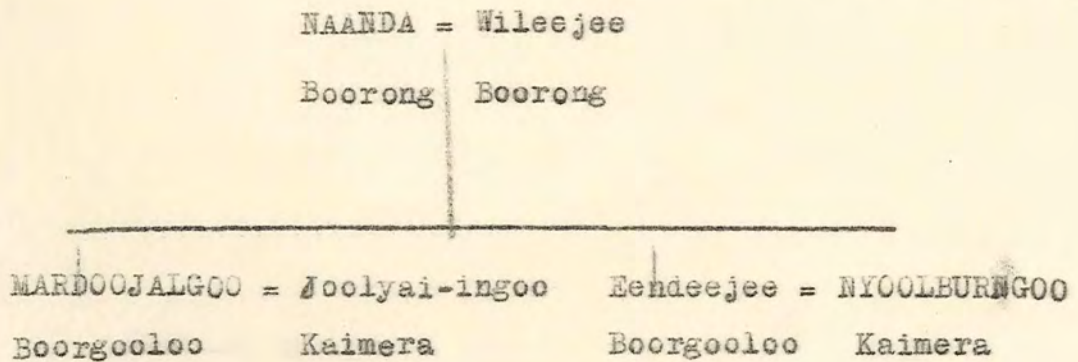 NAANDA = Wileejee
Boorong Boorong
MARDOOJALGOO = Joolyai-ingoo Eendeejee = NYOOLBURNGOO
Boorgooloo Kaimera Boorgooloo Kaimera